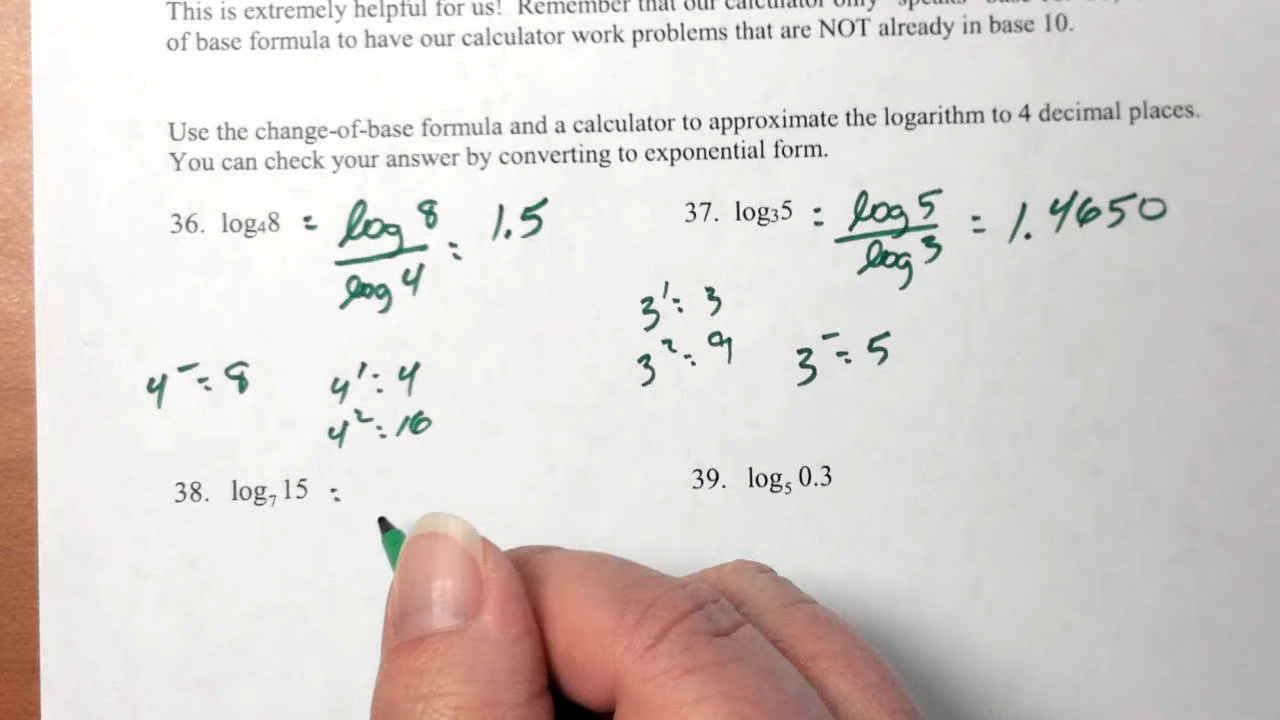 This is extremely helpful for us! Remember that our calculator only "speaks" base
of base formula to have our calculator work problems that are NOT already in base 10.
Use the change-of-base formula and a calculator to approximate the logarithm to 4 decimal places.
You can check your answer by converting to exponential form.
36. log₄8 = log 8 / log 4 = 1.5
4⁻ = 8
4¹ = 4
4² = 16
37. log₃5 = log 5 / log 3 = 1.4650
3¹ = 3
3² = 9
3⁻ = 5
38. log₇ 15 =
39. log₅ 0.3